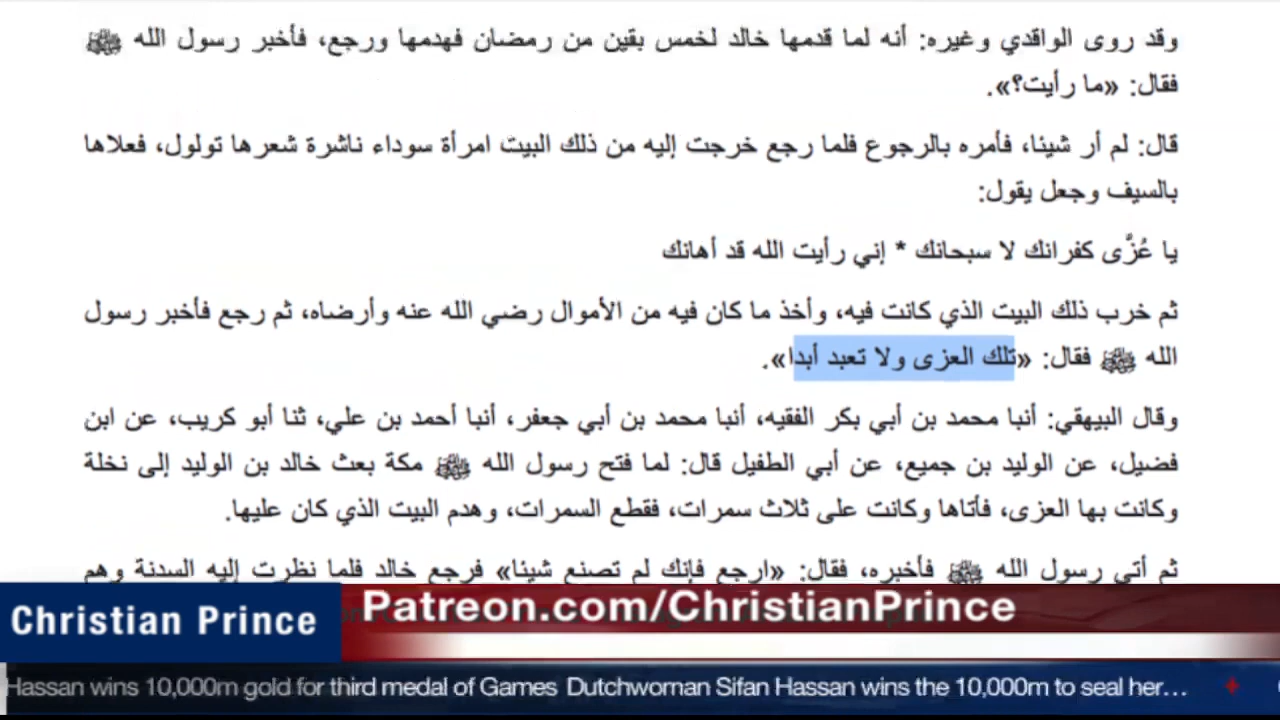 وقد روى الواقدي وغيره: أنه لما قدمها خالد لخمس بقين من رمضان فهدمها ورجع، فأخبر رسول الله ﷺ
فقال: «ما رأيت؟».
قال: لم أر شيئا، فأمره بالرجوع فلما رجع خرجت إليه من ذلك البيت امرأة سوداء ناشرة شعرها تولول، فعلاها
بالسيف وجعل يقول:
يا عُزَّى كفرانك لا سبحانك * إني رأيت الله قد أهانك
ثم خرب ذلك البيت الذي كانت فيه، وأخذ ما كان فيه من الأموال رضي الله عنه وأرضاه، ثم رجع فأخبر رسول
الله ﷺ فقال: «تلك العزى ولا تعبد أبدا».
وقال البيهقي: أنبا محمد بن أبي بكر الفقيه، أنبا محمد بن أبي جعفر، أنبا أحمد بن علي، ثنا أبو كريب، عن ابن
فضيل، عن الوليد بن جميع، عن أبي الطفيل قال: لما فتح رسول الله ﷺ مكة بعث خالد بن الوليد إلى نخلة
وكانت بها العزى، فأتاها وكانت على ثلاث سمرات، فقطع السمرات، وهدم البيت الذي كان عليها.
ثم أتى رسول الله ﷺ فأخبره، فقال: «ارجع فإنك لم تصنع شيئا» فرجع خالد فلما نظرت إليه السدنة وهم
Patreon.com/ChristianPrince
Christian Prince
Hassan wins 10,000m gold for third medal of Games Dutchwoman Sifan Hassan wins the 10,000m to seal her...